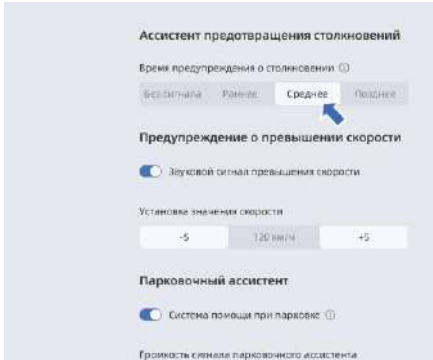 Ассистент предотвращения столкновений
Время предупреждения о столкновении ⓘ
Без сигнала Раннее Среднее Позднее
Предупреждение о превышении скорости
Звуковой сигнал превышения скорости
Установка значения скорости
-5 120 км/ч +5
Парковочный ассистент
Система помощи при парковке ⓘ
Громкость сигнала парковочного ассистента